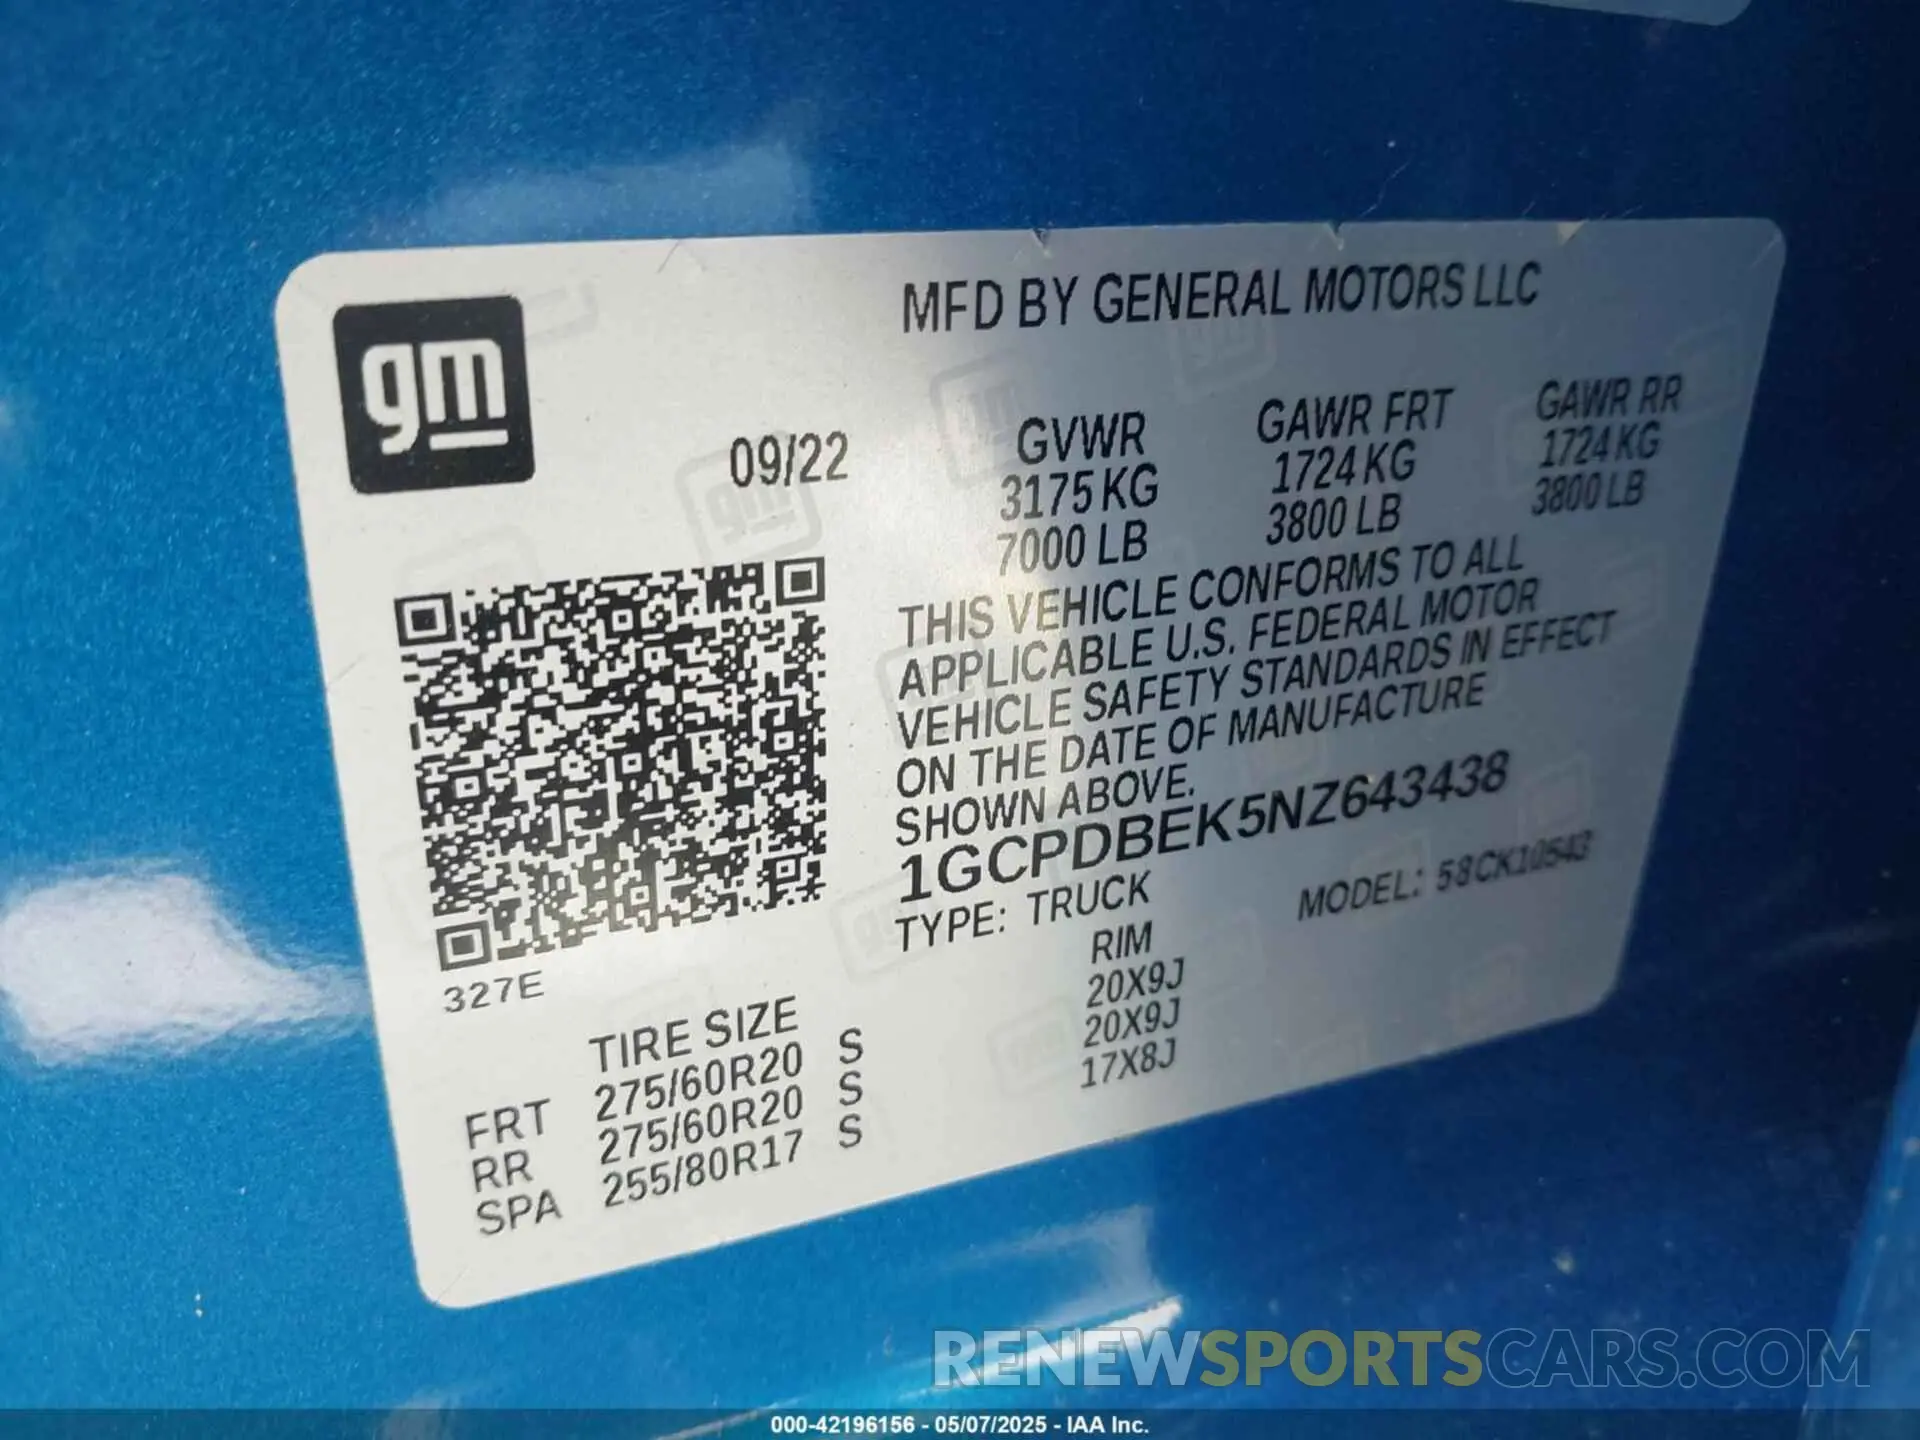 gm
MFD BY GENERAL MOTORS LLC
09/22
GVWR GAWR FRT GAWR RR
3175 KG 1724 KG 1724 KG
7000 LB 3800 LB 3800 LB
THIS VEHICLE CONFORMS TO ALL
APPLICABLE U.S. FEDERAL MOTOR
VEHICLE SAFETY STANDARDS IN EFFECT
ON THE DATE OF MANUFACTURE
SHOWN ABOVE.
1GCPDBEK5NZ643438
TYPE: TRUCK MODEL: 58CK10543
327E
TIRE SIZE RIM
FRT 275/60R20 S 20X9J
RR 275/60R20 S 20X9J
SPA 255/80R17 S 17X8J
RENEWSPORTSCARS.COM
000-42196156 - 05/07/2025 - IAA Inc.